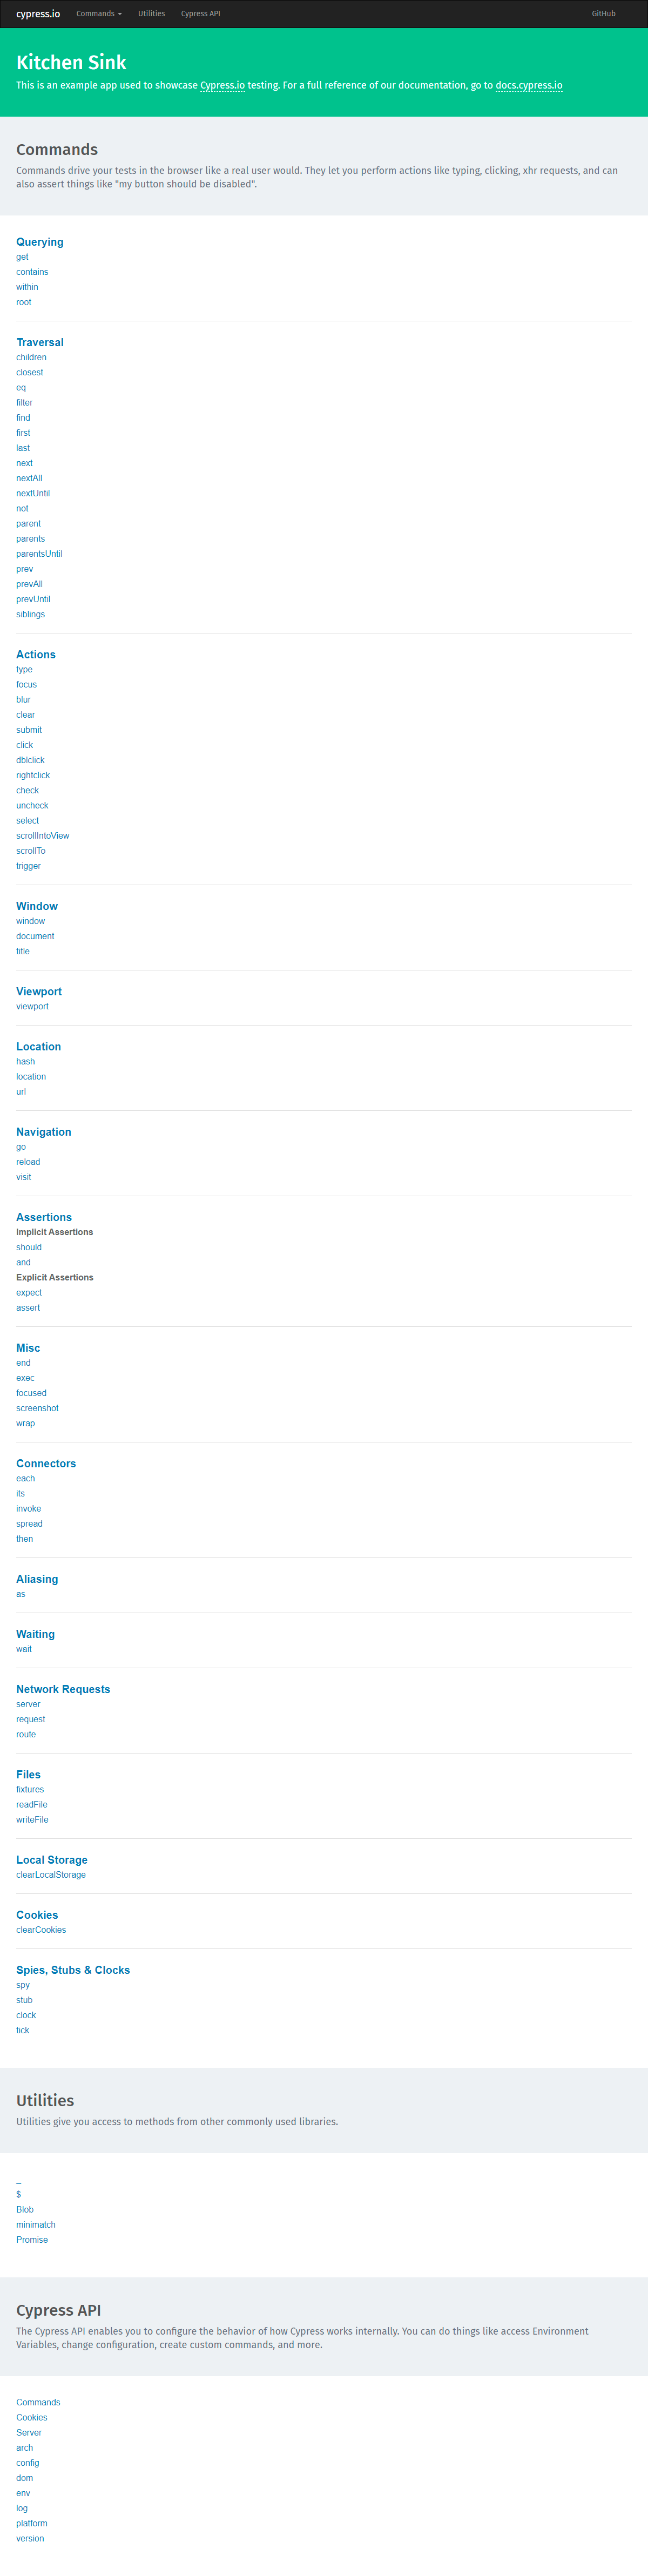 cypress.io Commands Utilities Cypress API GitHub
Kitchen Sink
This is an example app used to showcase Cypress.io testing. For a full reference of our documentation, go to docs.cypress.io
Commands
Commands drive your tests in the browser like a real user would. They let you perform actions like typing, clicking, xhr requests, and can
also assert things like "my button should be disabled".
Querying
get
contains
within
root
Traversal
children
closest
eq
filter
find
first
last
next
nextAll
nextUntil
not
parent
parents
parentsUntil
prev
prevAll
prevUntil
siblings
Actions
type
focus
blur
clear
submit
click
dblclick
rightclick
check
uncheck
select
scrollIntoView
scrollTo
trigger
Window
window
document
title
Viewport
viewport
Location
hash
location
url
Navigation
go
reload
visit
Assertions
Implicit Assertions
should
and
Explicit Assertions
expect
assert
Misc
end
exec
focused
screenshot
wrap
Connectors
each
its
invoke
spread
then
Aliasing
as
Waiting
wait
Network Requests
server
request
route
Files
fixtures
readFile
writeFile
Local Storage
clearLocalStorage
Cookies
clearCookies
Spies, Stubs & Clocks
spy
stub
clock
tick
Utilities
Utilities give you access to methods from other commonly used libraries.
_
$
Blob
minimatch
Promise
Cypress API
The Cypress API enables you to configure the behavior of how Cypress works internally. You can do things like access Environment
Variables, change configuration, create custom commands, and more.
Commands
Cookies
Server
arch
config
dom
env
log
platform
version